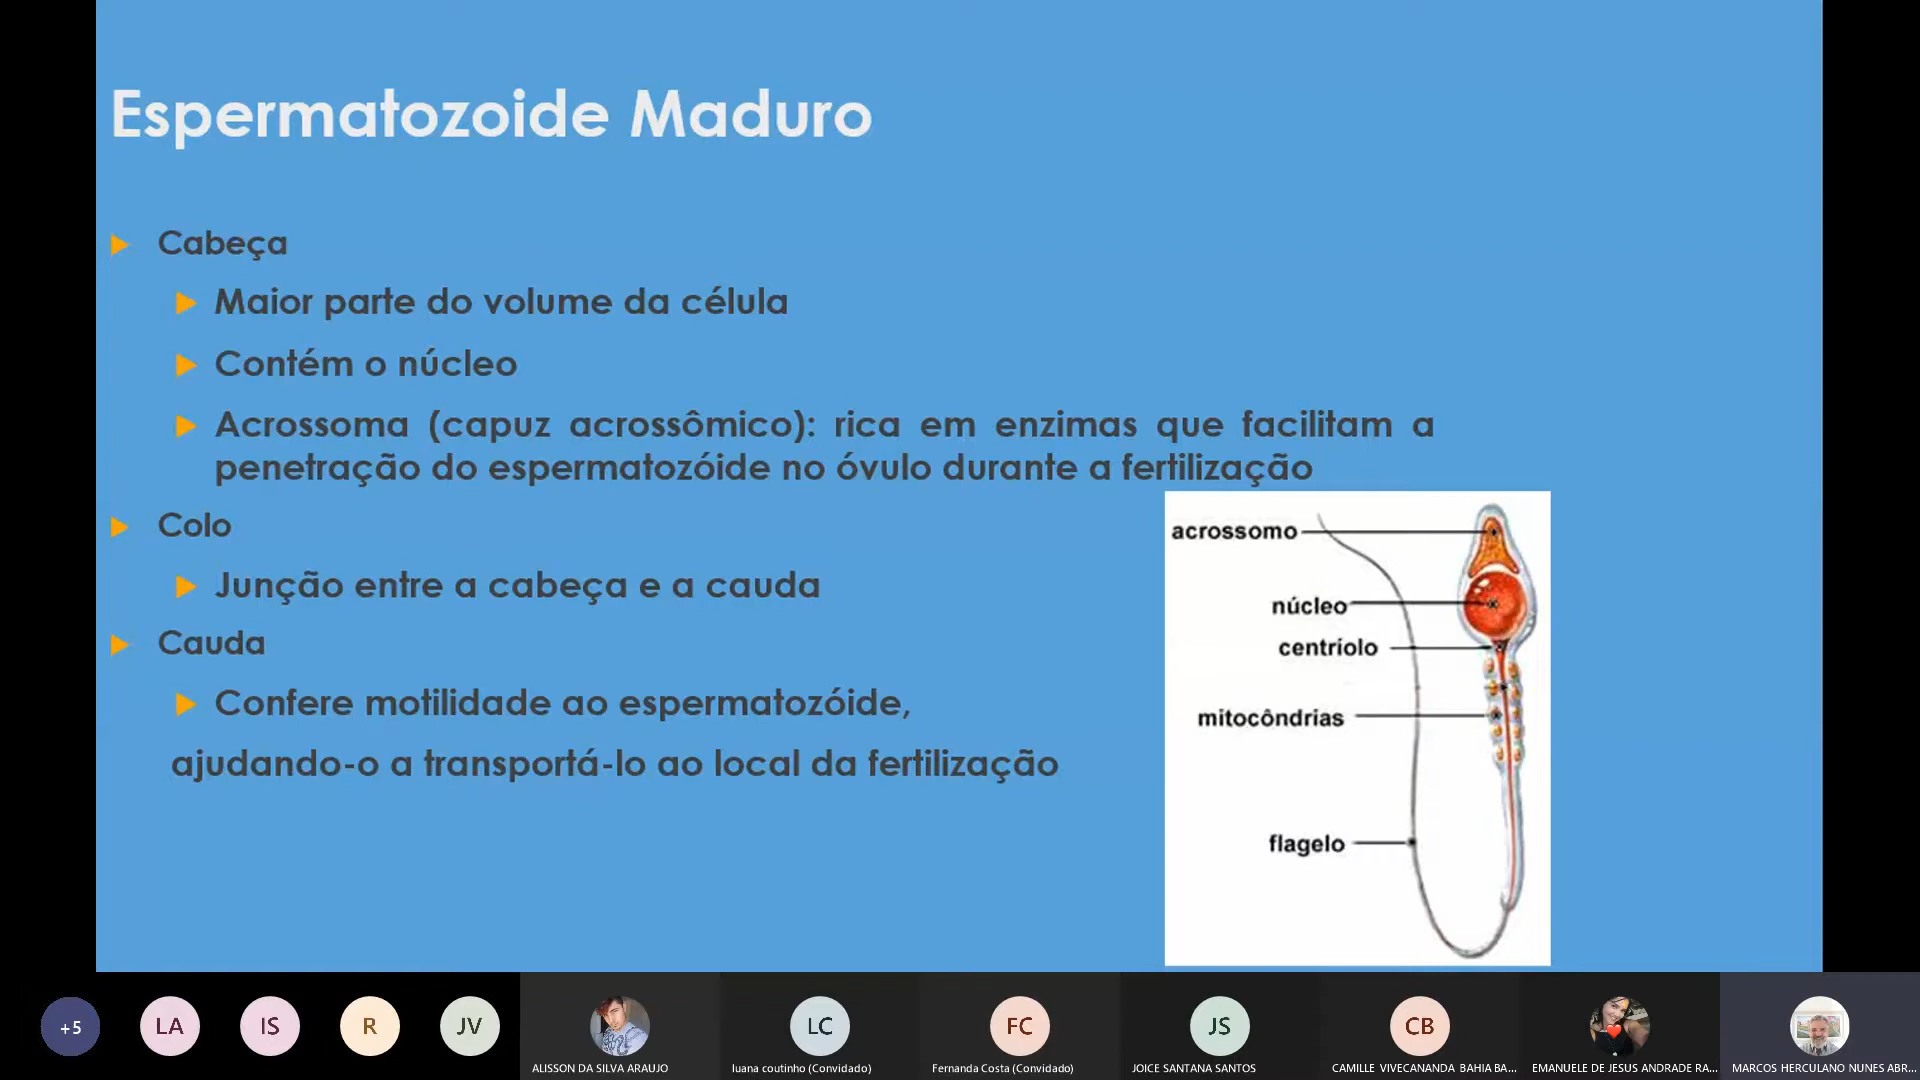 Espermatozoide Maduro
Cabeça
Maior parte do volume da célula
Contém o núcleo
Acrossoma (capuz acrossômico): rica em enzimas que facilitam a
penetração do espermatozóide no óvulo durante a fertilização
Colo
Junção entre a cabeça e a cauda
Cauda
Confere motilidade ao espermatozóide,
ajudando-o a transportá-lo ao local da fertilização
acrossomo
núcleo
centríolo
mitocôndrias
flagelo
+5
LA
IS
R
JV
LC
FC
JS
CB
ALISSON DA SILVA ARAUJO
luana coutinho (Convidado)
Fernanda Costa (Convidado)
JOICE SANTANA SANTOS
CAMILLE VIVECANANDA BAHIA BA...
EMANUELE DE JESUS ANDRADE RA...
MARCOS HERCULANO NUNES ABR...